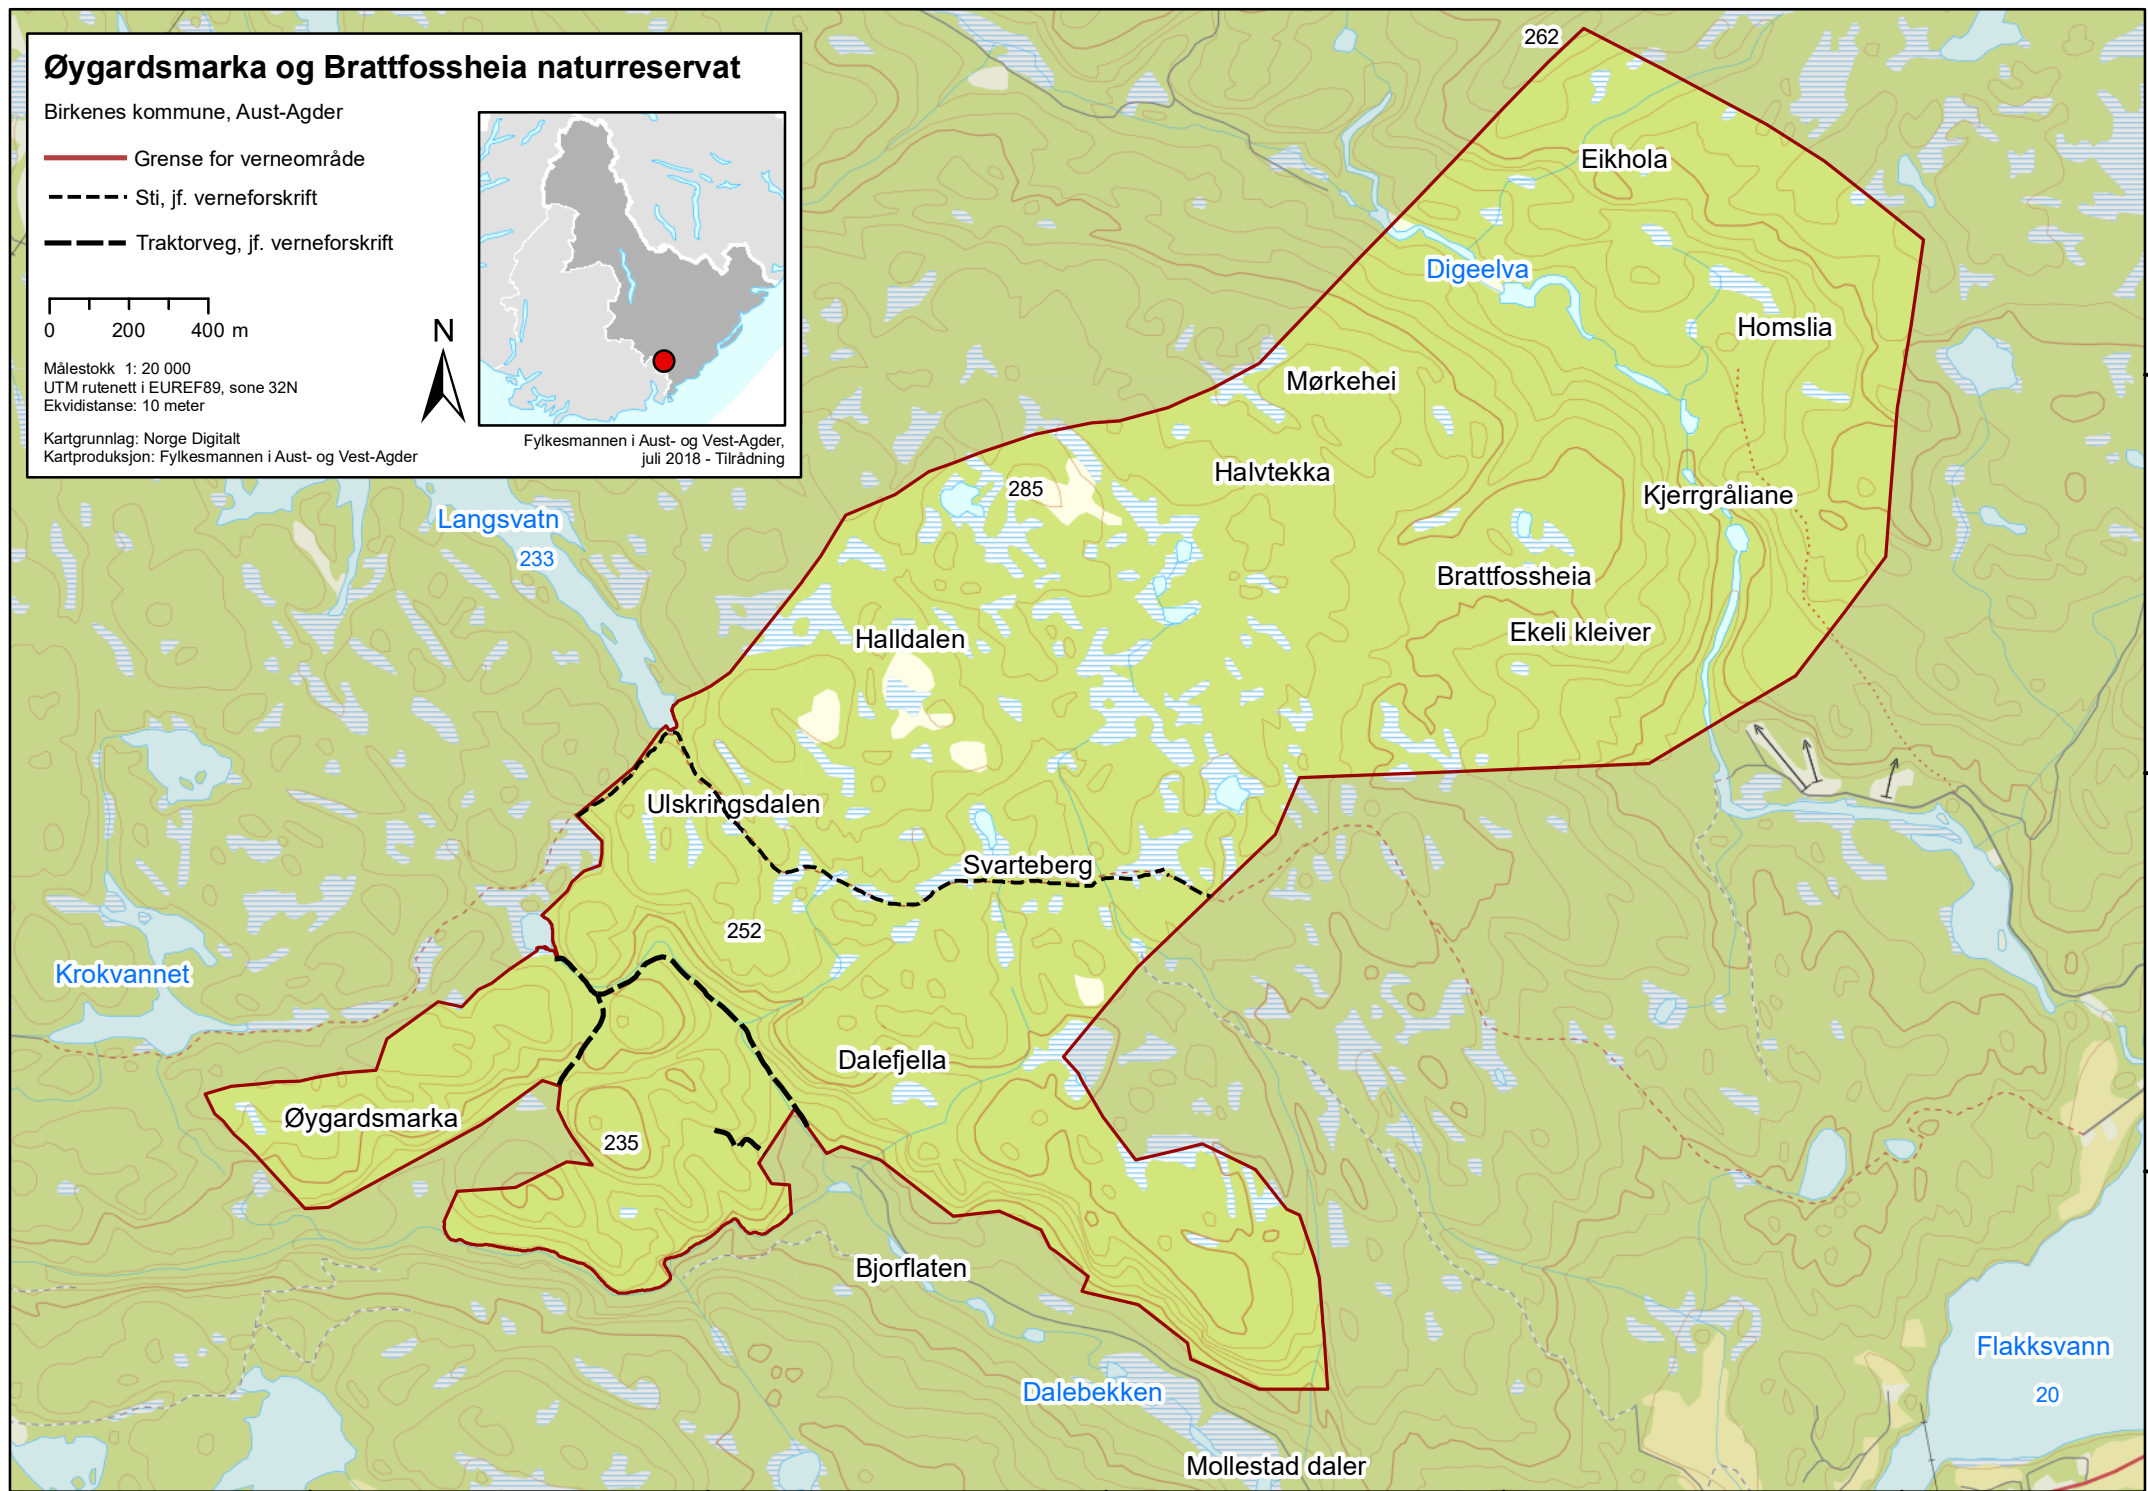 Øygardsmarka og Brattfossheia naturreservat
Birkenes kommune, Aust-Agder
Grense for verneområde
Sti, jf. verneforskrift
Traktorveg, jf. verneforskrift
0 200 400 m
N
Målestokk 1: 20 000
UTM rutenett i EUREF89, sone 32N
Ekvidistanse: 10 meter
Kartgrunnlag: Norge Digitalt
Kartproduksjon: Fylkesmannen i Aust- og Vest-Agder
Fylkesmannen i Aust- og Vest-Agder,
juli 2018 - Tilrådning
262
Eikhola
Digeelva
Homslia
Mørkehei
Halvtekka
285
Kjerrgråliane
Langsvatn
233
Brattfossheia
Ekeli kleiver
Halldalen
Ulskringsdalen
Svarteberg
252
Krokvannet
Dalefjella
Øygardsmarka
235
Bjorflaten
Flakksvann
20
Dalebekken
Mollestad daler